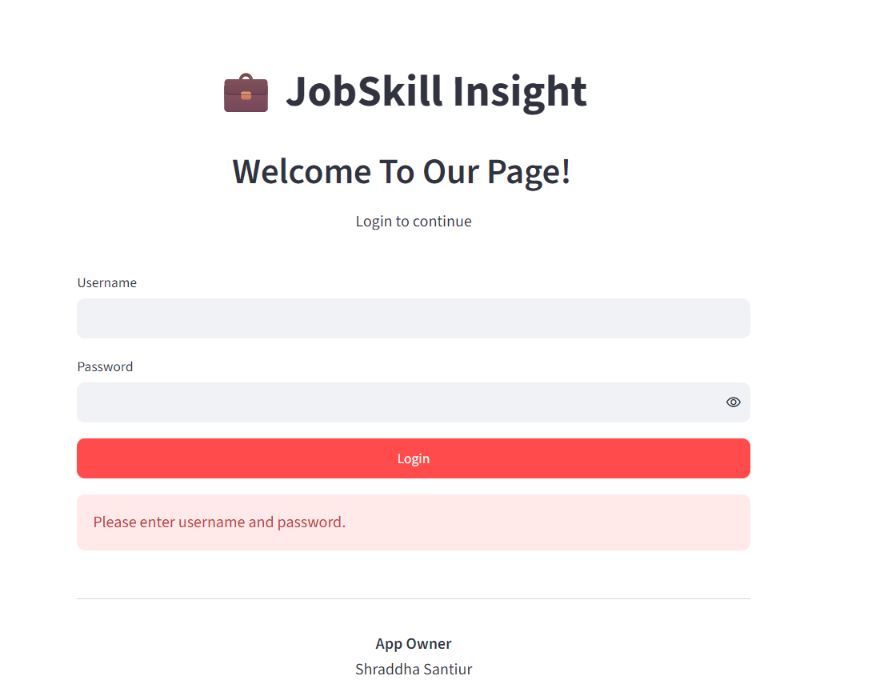 JobSkill Insight
Welcome To Our Page!
Login to continue
Username
Password
Login
Please enter username and password.
App Owner
Shraddha Santiur